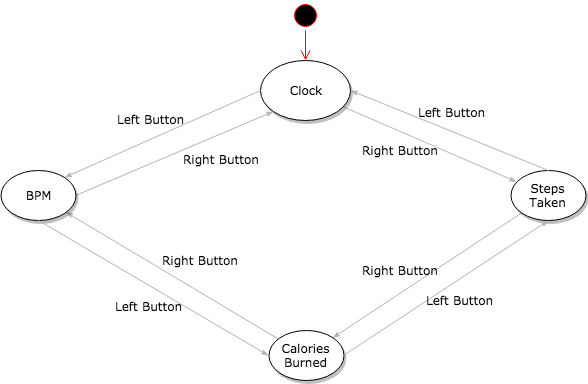 Clock
Left Button
Left Button
Right Button
Right Button
BPM
Steps
Taken
Right Button
Right Button
Left Button
Left Button
Calories
Burned